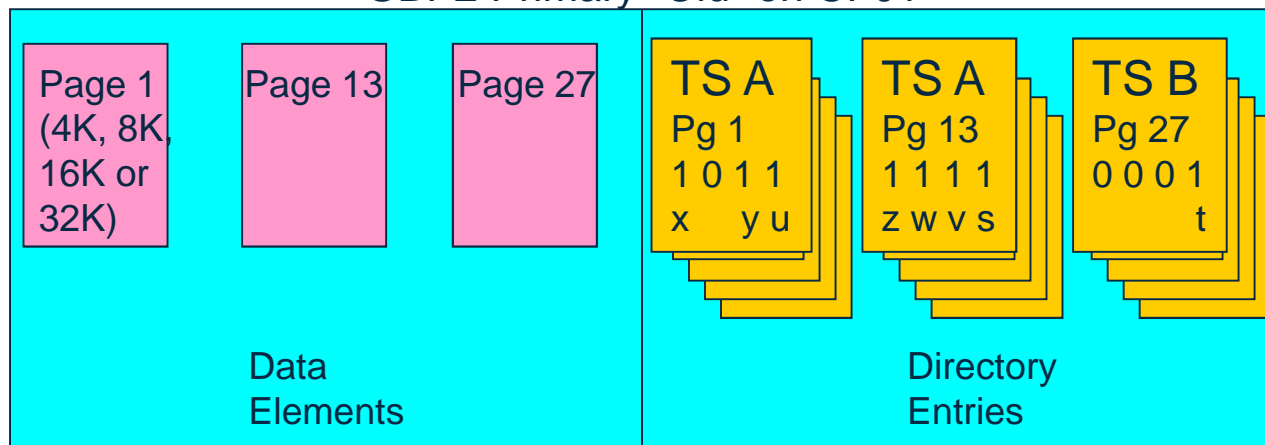 Page 1
(4K, 8K,
16K or
32K)
Page 13
Page 27
Data
Elements
TS A
Pg 1
1 0 1 1
x y u
TS A
Pg 13
1 1 1 1
z w v s
TS B
Pg 27
0 0 0 1
t
Directory
Entries